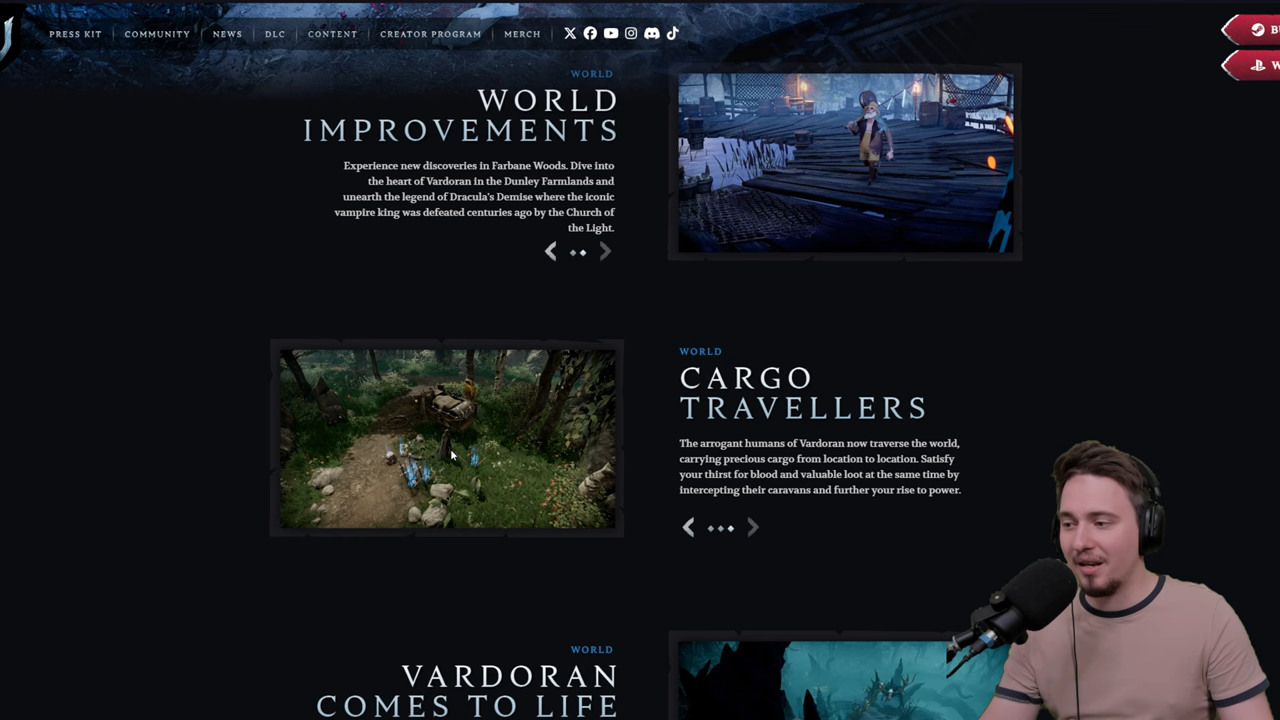 PRESS KIT
COMMUNITY
NEWS
DLC
CONTENT
CREATOR PROGRAM
MERCH
WORLD
WORLD
IMPROVEMENTS
Experience new discoveries in Farbane Woods. Dive into
the heart of Vardoran in the Dunley Farmlands and
unearth the legend of Dracula's Demise where the iconic
vampire king was defeated centuries ago by the Church of
the Light.
WORLD
CARGO
TRAVELLERS
The arrogant humans of Vardoran now traverse the world,
carrying precious cargo from location to location. Satisfy
your thirst for blood and valuable loot at the same time by
intercepting their caravans and further your rise to power.
WORLD
VARDORAN
COMES TO LIFE